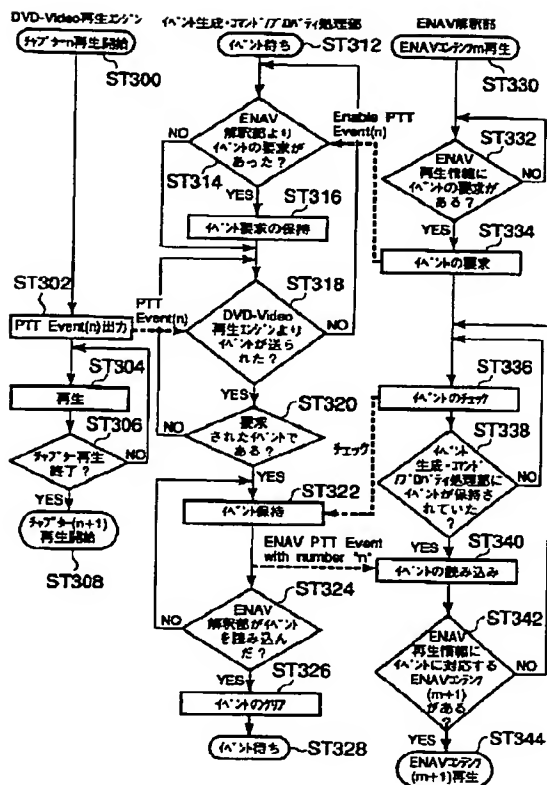 DVD-Video再生エンジン
チャプターn再生開始
ST300
ST302
PTT Event(n)出力
PTT
Event(n)
ST304
再生
ST306
チャプター再生
終了?
NO
YES
チャプター(n+1)
再生開始
ST308
イベント生成・コマンド/プロパティ処理部
イベント待ち
ST312
ENAV
解釈部より
イベントの要求が
あった?
NO
ST314
YES
ST316
イベント要求の保持
ST318
DVD-Video
再生エンジンより
イベントが送
られた?
NO
YES
ST320
要求
されたイベントで
ある?
NO
YES
ST322
イベント保持
ENAV PTT Event
with number "n"
ST324
ENAV
解釈部がイベント
を読み込ん
だ?
NO
YES
ST326
イベントのクリア
イベント待ち
ST328
ENAV解釈部
ENAVコンテンツm再生
ST330
Enable PTT
Event(n)
ST332
ENAV
再生情報に
イベントの要求が
ある?
NO
YES
ST334
イベントの要求
ST336
イベントのチェック
チェック
ST338
イベント
生成・コマンド
/プロパティ処理部に
イベントが保持さ
れていた
?
NO
YES
ST340
イベントの読み込み
ST342
ENAV
再生情報に
イベントに対応する
ENAVコンテンツ
(m+1)
がある
?
NO
YES
ST344
ENAVコンテンツ
(m+1)再生